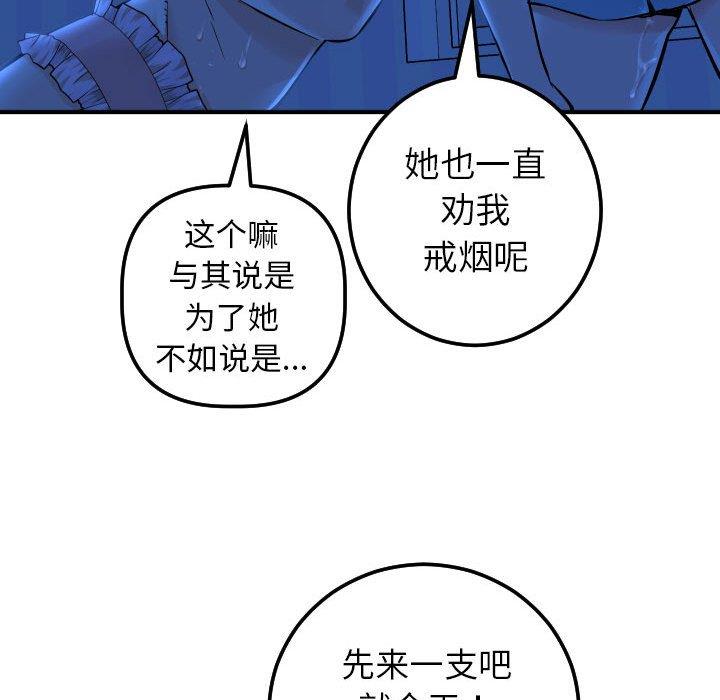 她也一直
劝我
戒烟呢
这个嘛
与其说是
为了她
不如说是...
先来一支吧